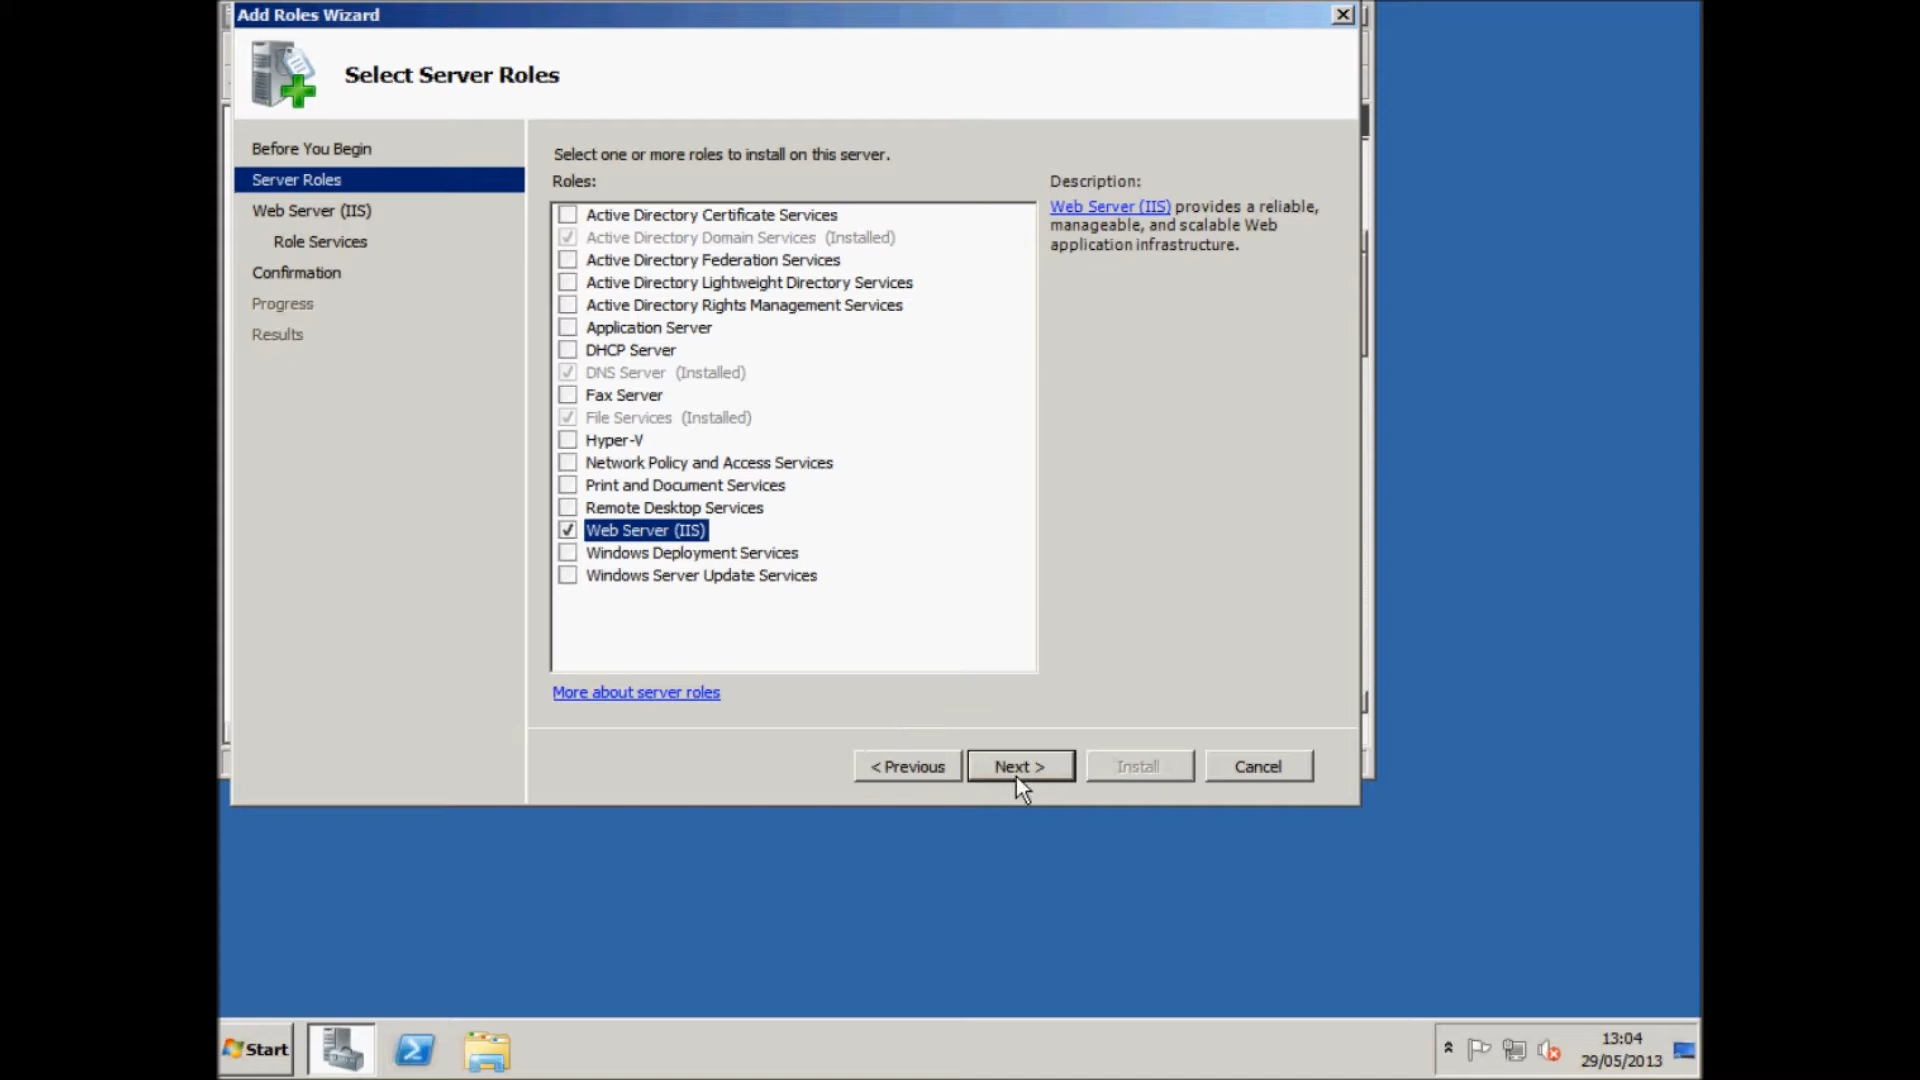 Add Roles Wizard
Select Server Roles
Before You Begin
Server Roles
Web Server (IIS)
Role Services
Confirmation
Progress
Results
Select one or more roles to install on this server.
Roles:
Active Directory Certificate Services
Active Directory Domain Services (Installed)
Active Directory Federation Services
Active Directory Lightweight Directory Services
Active Directory Rights Management Services
Application Server
DHCP Server
DNS Server (Installed)
Fax Server
File Services (Installed)
Hyper-V
Network Policy and Access Services
Print and Document Services
Remote Desktop Services
Web Server (IIS)
Windows Deployment Services
Windows Server Update Services
More about server roles
Description:
Web Server (IIS) provides a reliable,
manageable, and scalable Web
application infrastructure.
< Previous
Next >
Install
Cancel
Start
13:04
29/05/2013